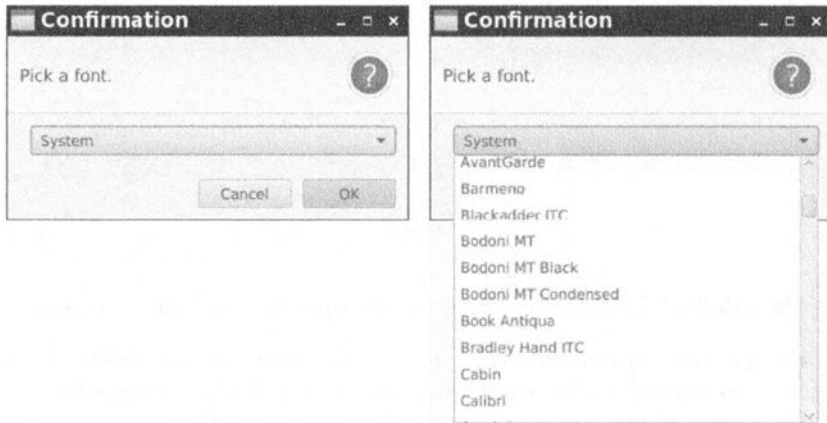 Confirmation
Pick a font.
?
System
Cancel OK
Confirmation
Pick a font.
?
System
AvantGarde
Barmeno
Blackadder ITC
Bodoni MT
Bodoni MT Black
Bodoni MT Condensed
Book Antiqua
Bradley Hand ITC
Cabin
Calibri